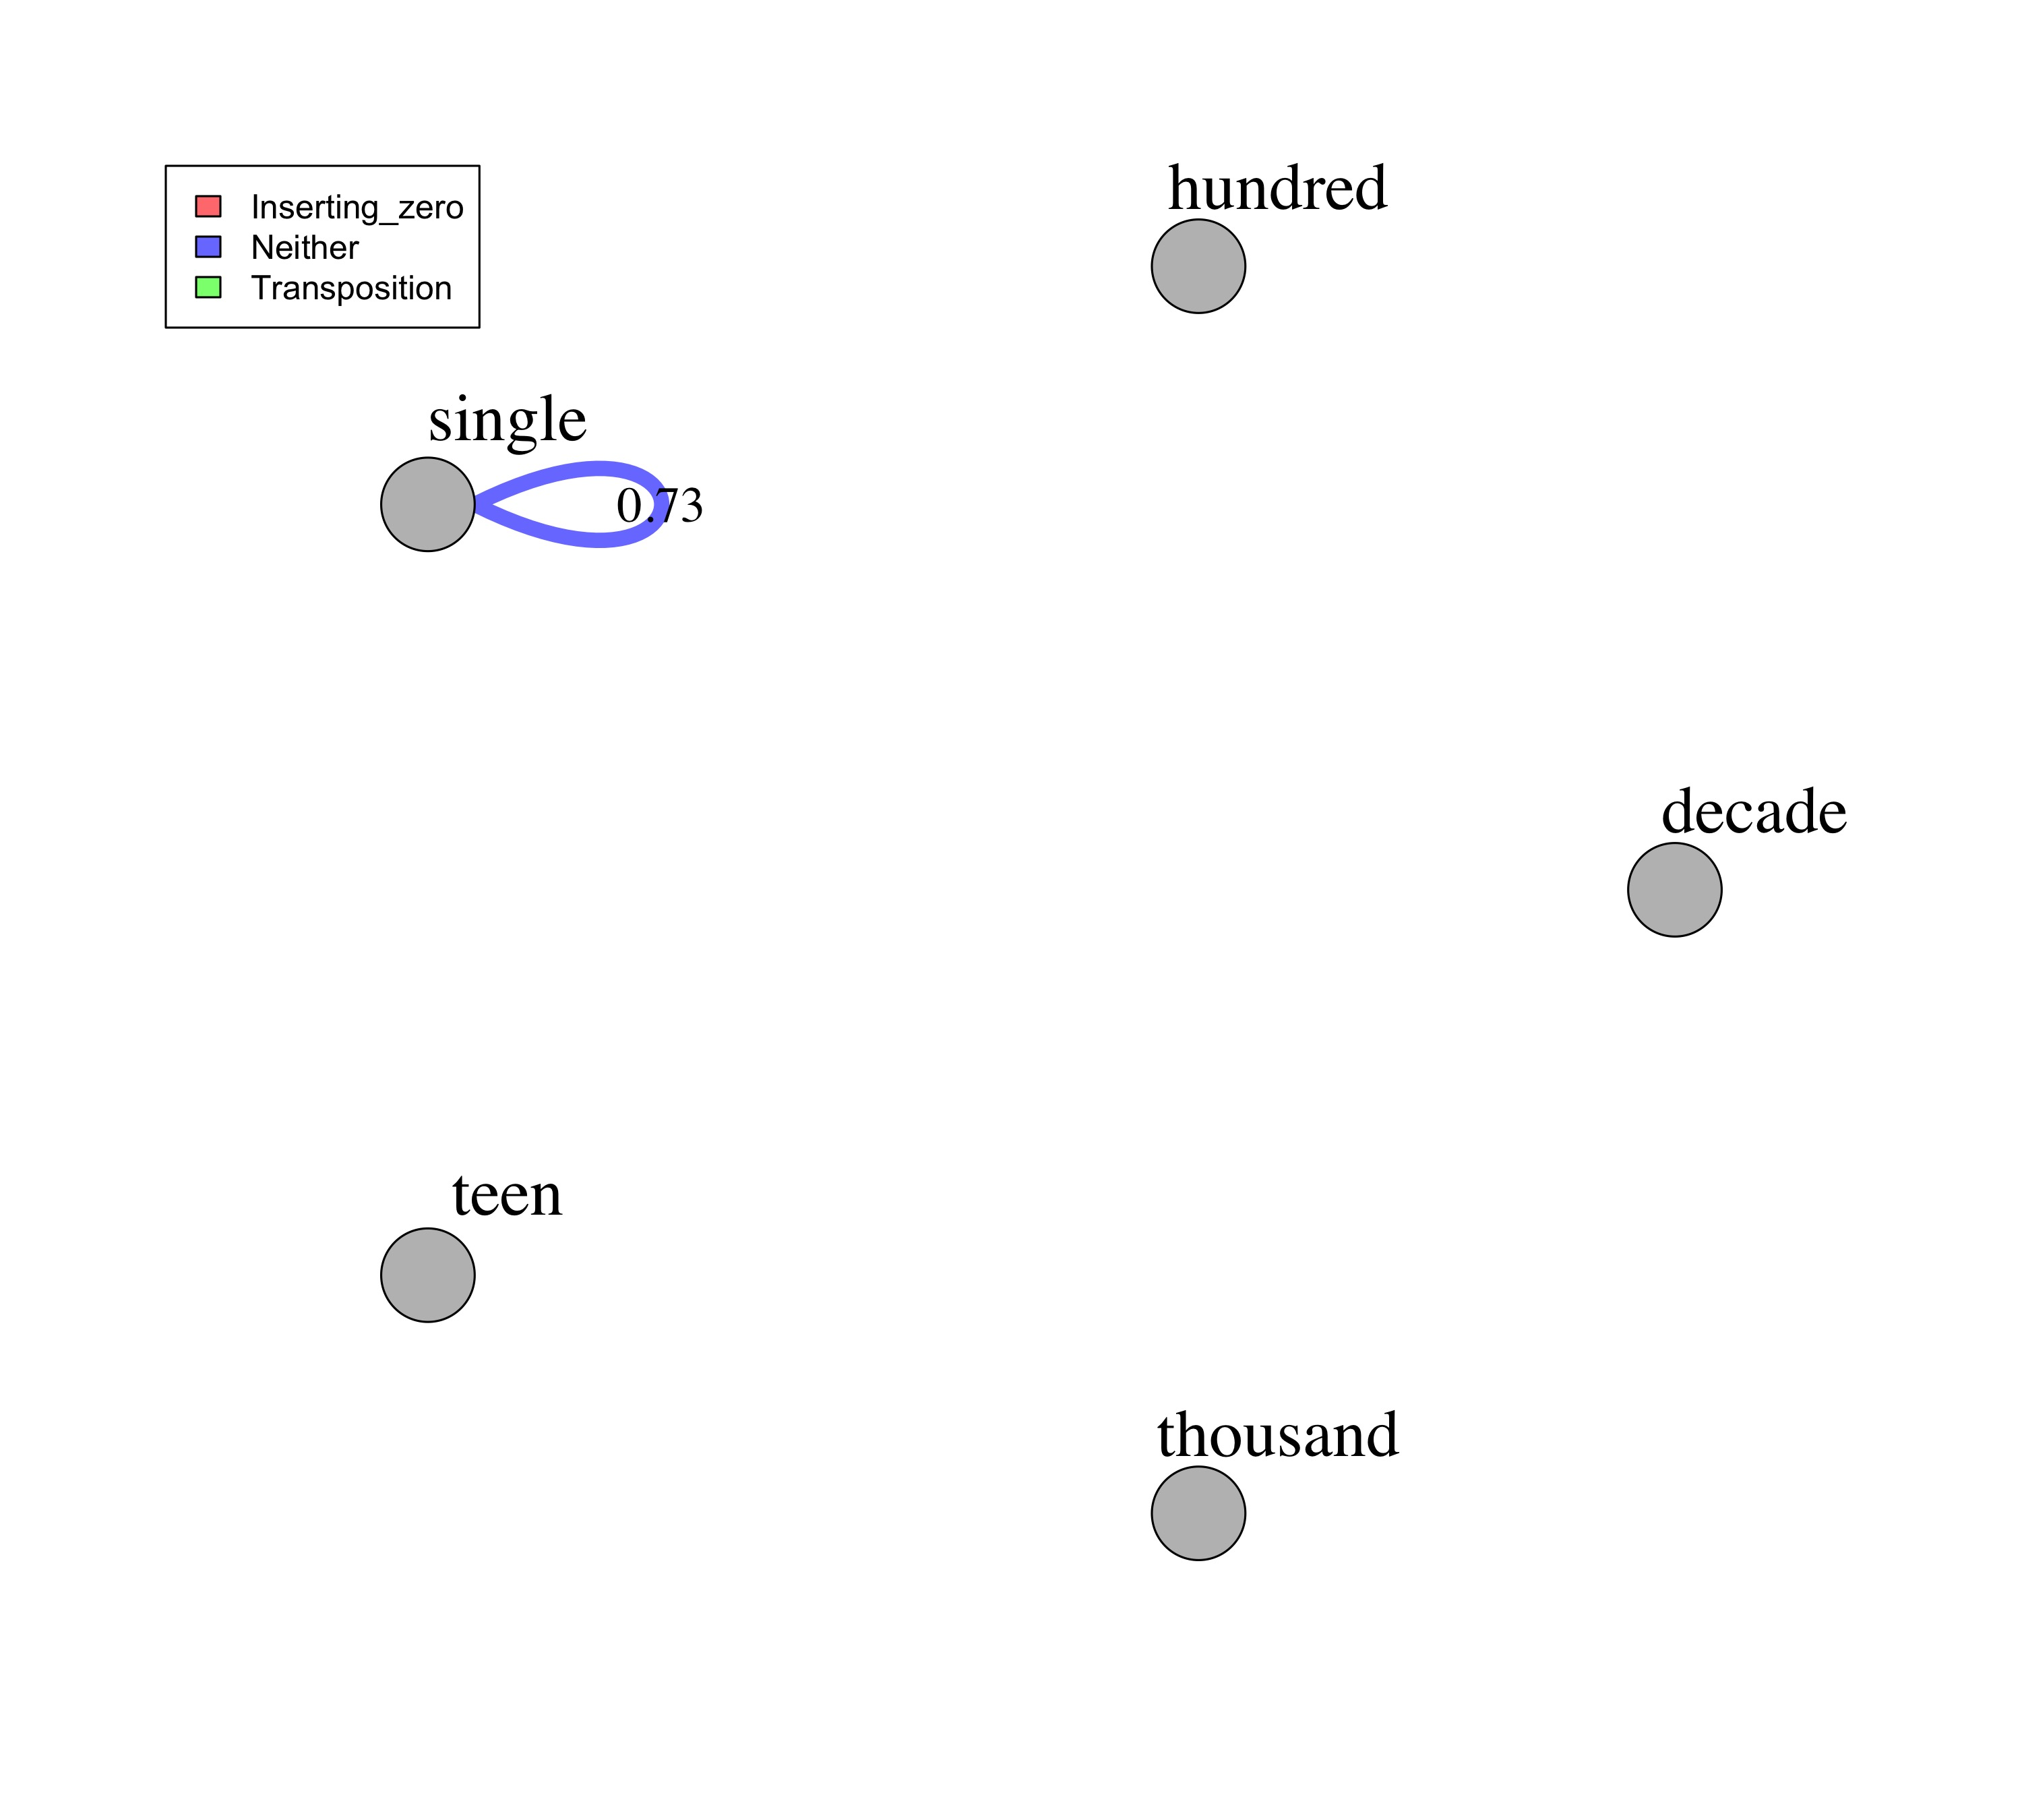 hundred
Inserting_zero
Neither
Transposition
single
0.73
decade
teen
thousand